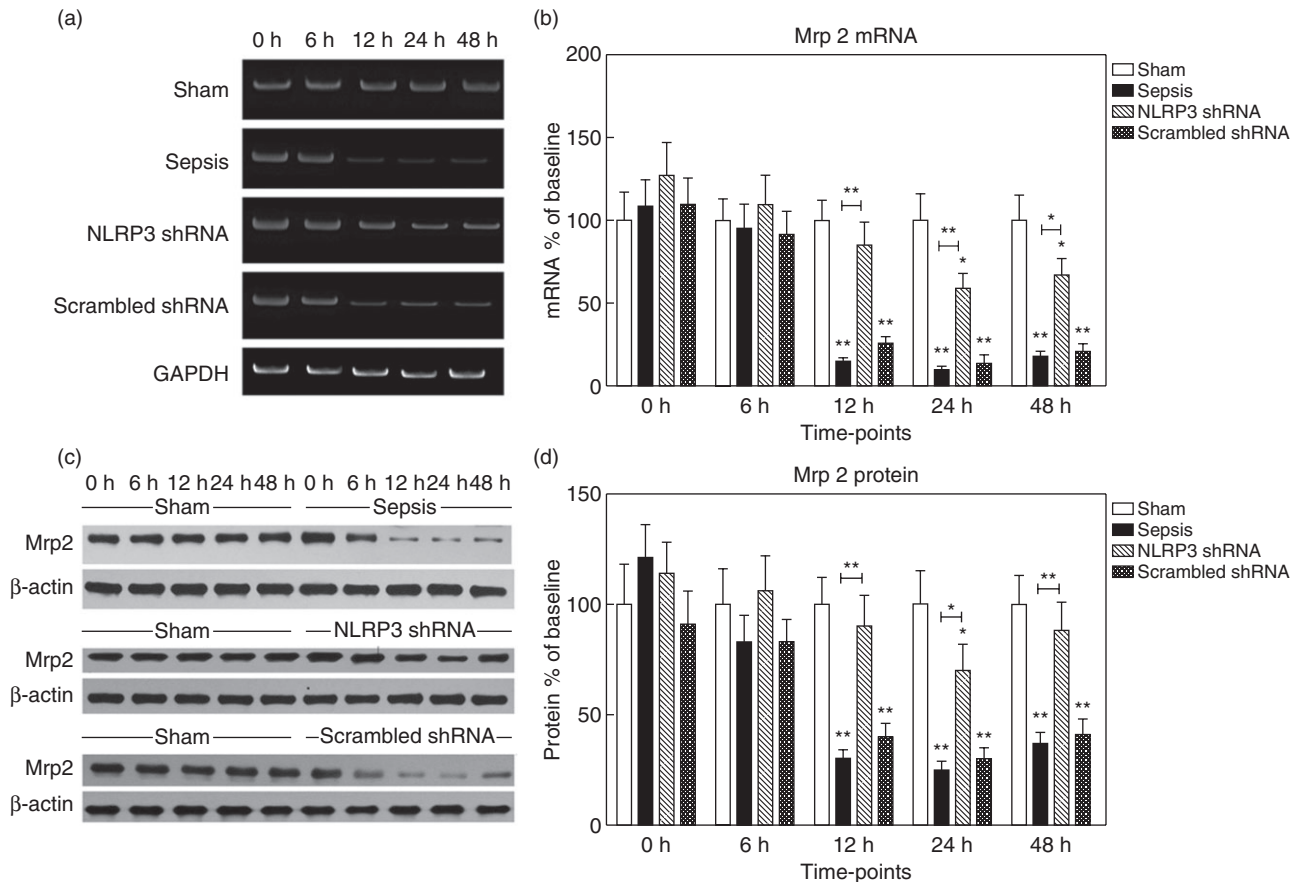 (a)
0 h 6 h 12 h 24 h 48 h
Sham
Sepsis
NLRP3 shRNA
Scrambled shRNA
GAPDH
(b)
Mrp 2 mRNA
200
150
100
50
0
mRNA % of baseline
** ** ** ** ** * ** * * ** **
0 h 6 h 12 h 24 h 48 h
Time-points
Sham
Sepsis
NLRP3 shRNA
Scrambled shRNA
(c)
0 h 6 h 12 h 24 h 48 h 0 h 6 h 12 h 24 h 48 h
Sham Sepsis
Mrp2
β-actin
Sham NLRP3 shRNA
Mrp2
β-actin
Sham Scrambled shRNA
Mrp2
β-actin
(d)
Mrp 2 protein
150
100
50
0
Protein % of baseline
** ** ** * * ** ** ** ** **
0 h 6 h 12 h 24 h 48 h
Time-points
Sham
Sepsis
NLRP3 shRNA
Scrambled shRNA